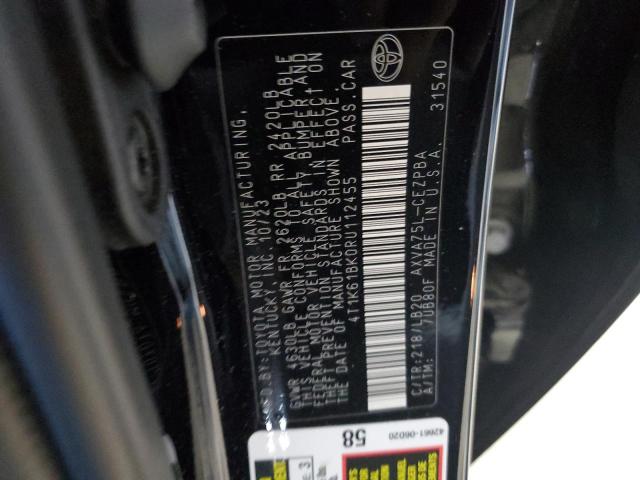 MFD.BY:TOYOTA MOTOR MANUFACTURING,
KENTUCKY, INC. 10/23
GVWR 4630LB GAWR FR 2620LB RR 2420LB
THIS VEHICLE CONFORMS TO ALL APPLICABLE
FEDERAL MOTOR VEHICLE SAFETY, BUMPER, AND
THEFT PREVENTION STANDARDS IN EFFECT ON
THE DATE OF MANUFACTURE SHOWN ABOVE.
4T1K61BK0RU112455 PASS.CAR
C/TR:218/LB20 AXVA75L-CEZPBA
A/TM: 7UB80F MADE IN U.S.A. 31540
42661-06D20
58